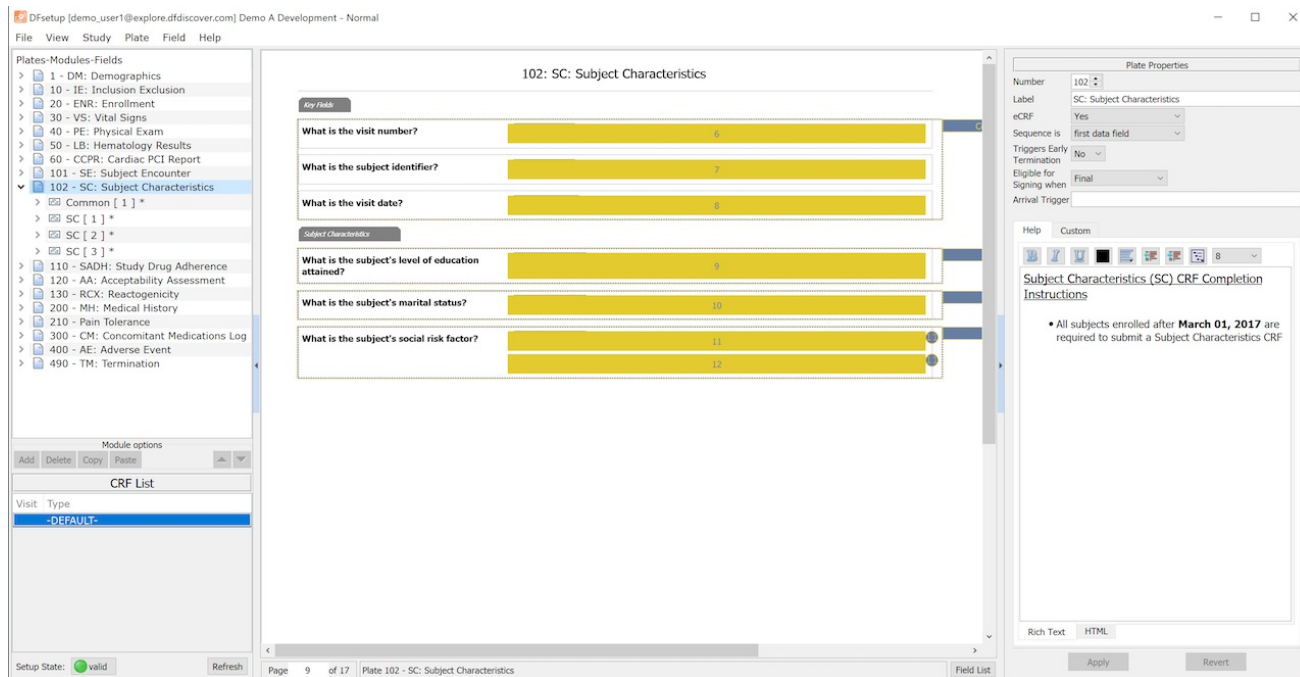 DFsetup [demo_user1@explore.dfdiscover.com] Demo A Development - Normal
File View Study Plate Field Help
Plates-Modules-Fields
1 - DM: Demographics
10 - IE: Inclusion Exclusion
20 - ENR: Enrollment
30 - VS: Vital Signs
40 - PE: Physical Exam
50 - LB: Hematology Results
60 - CCPR: Cardiac PCI Report
101 - SE: Subject Encounter
102 - SC: Subject Characteristics
Common [ 1 ] *
SC [ 1 ] *
SC [ 2 ] *
SC [ 3 ] *
110 - SADH: Study Drug Adherence
120 - AA: Acceptability Assessment
130 - RCX: Reactogenicity
200 - MH: Medical History
210 - Pain Tolerance
300 - CM: Concomitant Medications Log
400 - AE: Adverse Event
490 - TM: Termination
Module options
Add Delete Copy Paste
CRF List
Visit Type
-DEFAULT-
Setup State: valid Refresh
102: SC: Subject Characteristics
Key Fields
What is the visit number? 6
What is the subject identifier? 7
What is the visit date? 8
Subject Characteristics
What is the subject's level of education
attained? 9
What is the subject's marital status? 10
What is the subject's social risk factor? 11
12
Page 9 of 17 Plate 102 - SC: Subject Characteristics Field List
Plate Properties
Number 102
Label SC: Subject Characteristics
eCRF Yes
Sequence is first data field
Triggers Early
Termination No
Eligible for
Signing when Final
Arrival Trigger
Help Custom
B I U 8
Subject Characteristics (SC) CRF Completion
Instructions
• All subjects enrolled after March 01, 2017 are
required to submit a Subject Characteristics CRF
Rich Text HTML
Apply Revert